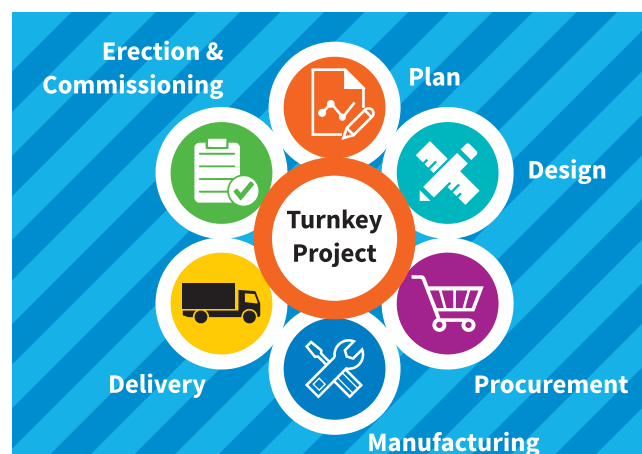 Erection &
Commissioning
Plan
Design
Turnkey
Project
Delivery
Procurement
Manufacturing